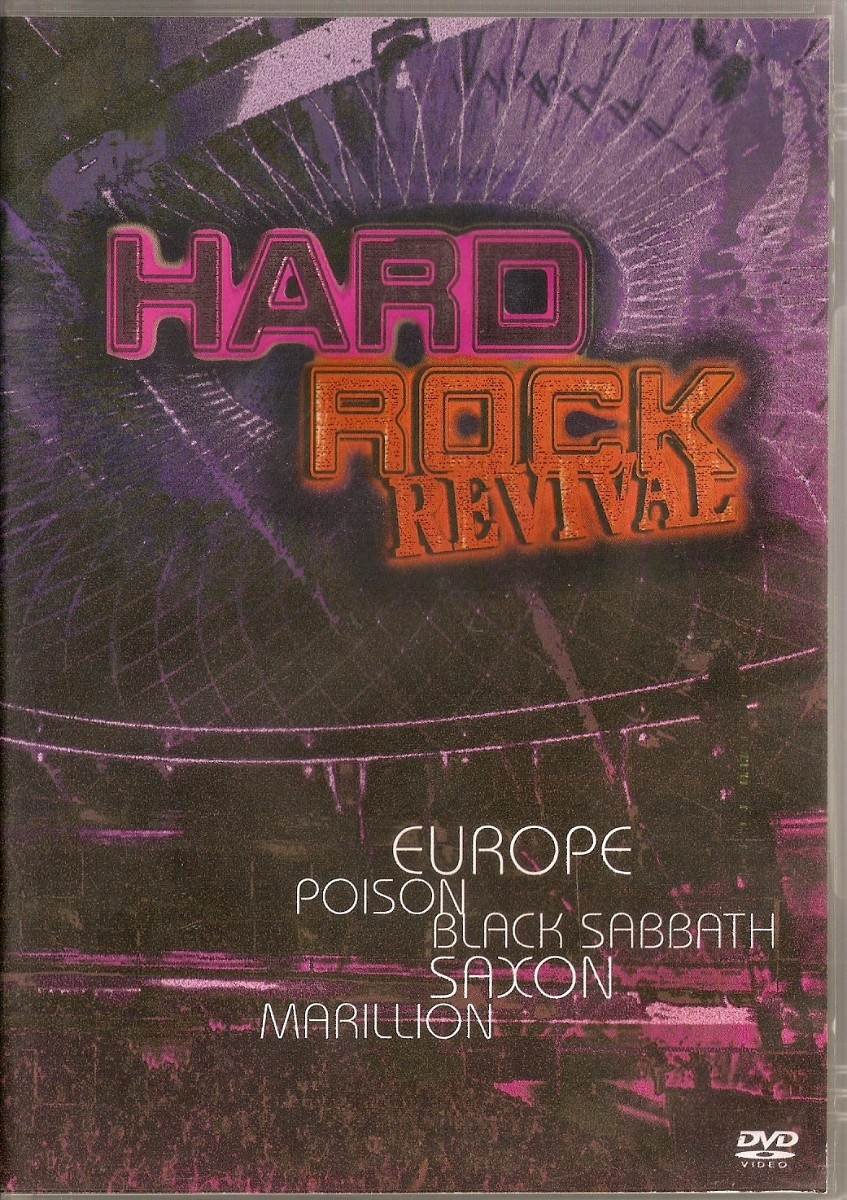 HARD
ROCK
REVIVAL
EUROPE
POISON
BLACK SABBATH
SAXON
MARILLION
DVD
VIDEO